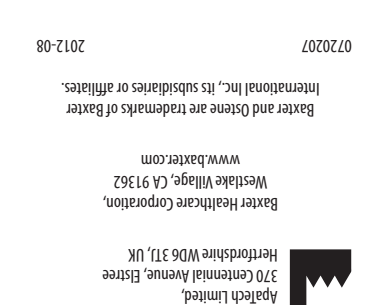 ApaTech Limited,
370 Centennial Avenue, Elstree
Hertfordshire WD6 3TJ, UK
Baxter Healthcare Corporation,
Westlake Village, CA 91362
www.baxter.com
Baxter and Ostene are trademarks of Baxter
International Inc., its subsidiaries or affiliates.
0720207 2012-08